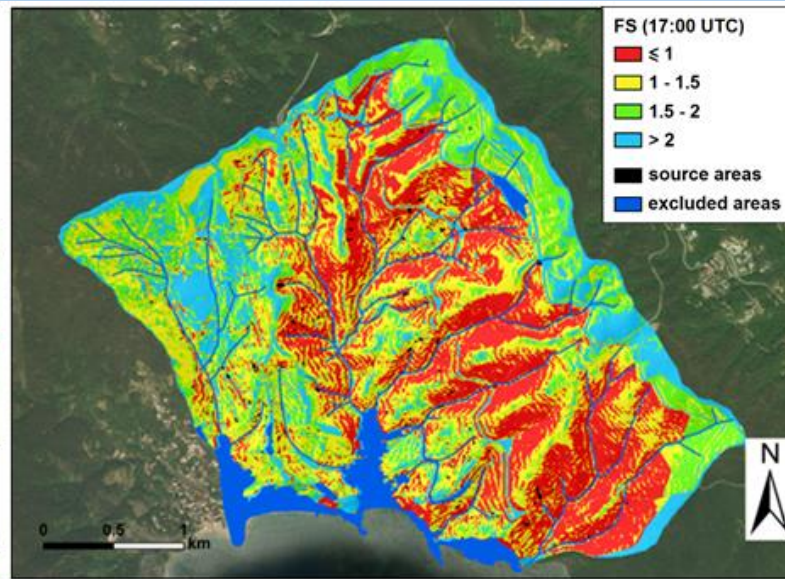 FS (17:00 UTC)
⩽ 1
1 - 1.5
1.5 - 2
> 2
source areas
excluded areas
N
0 0.5 1
km